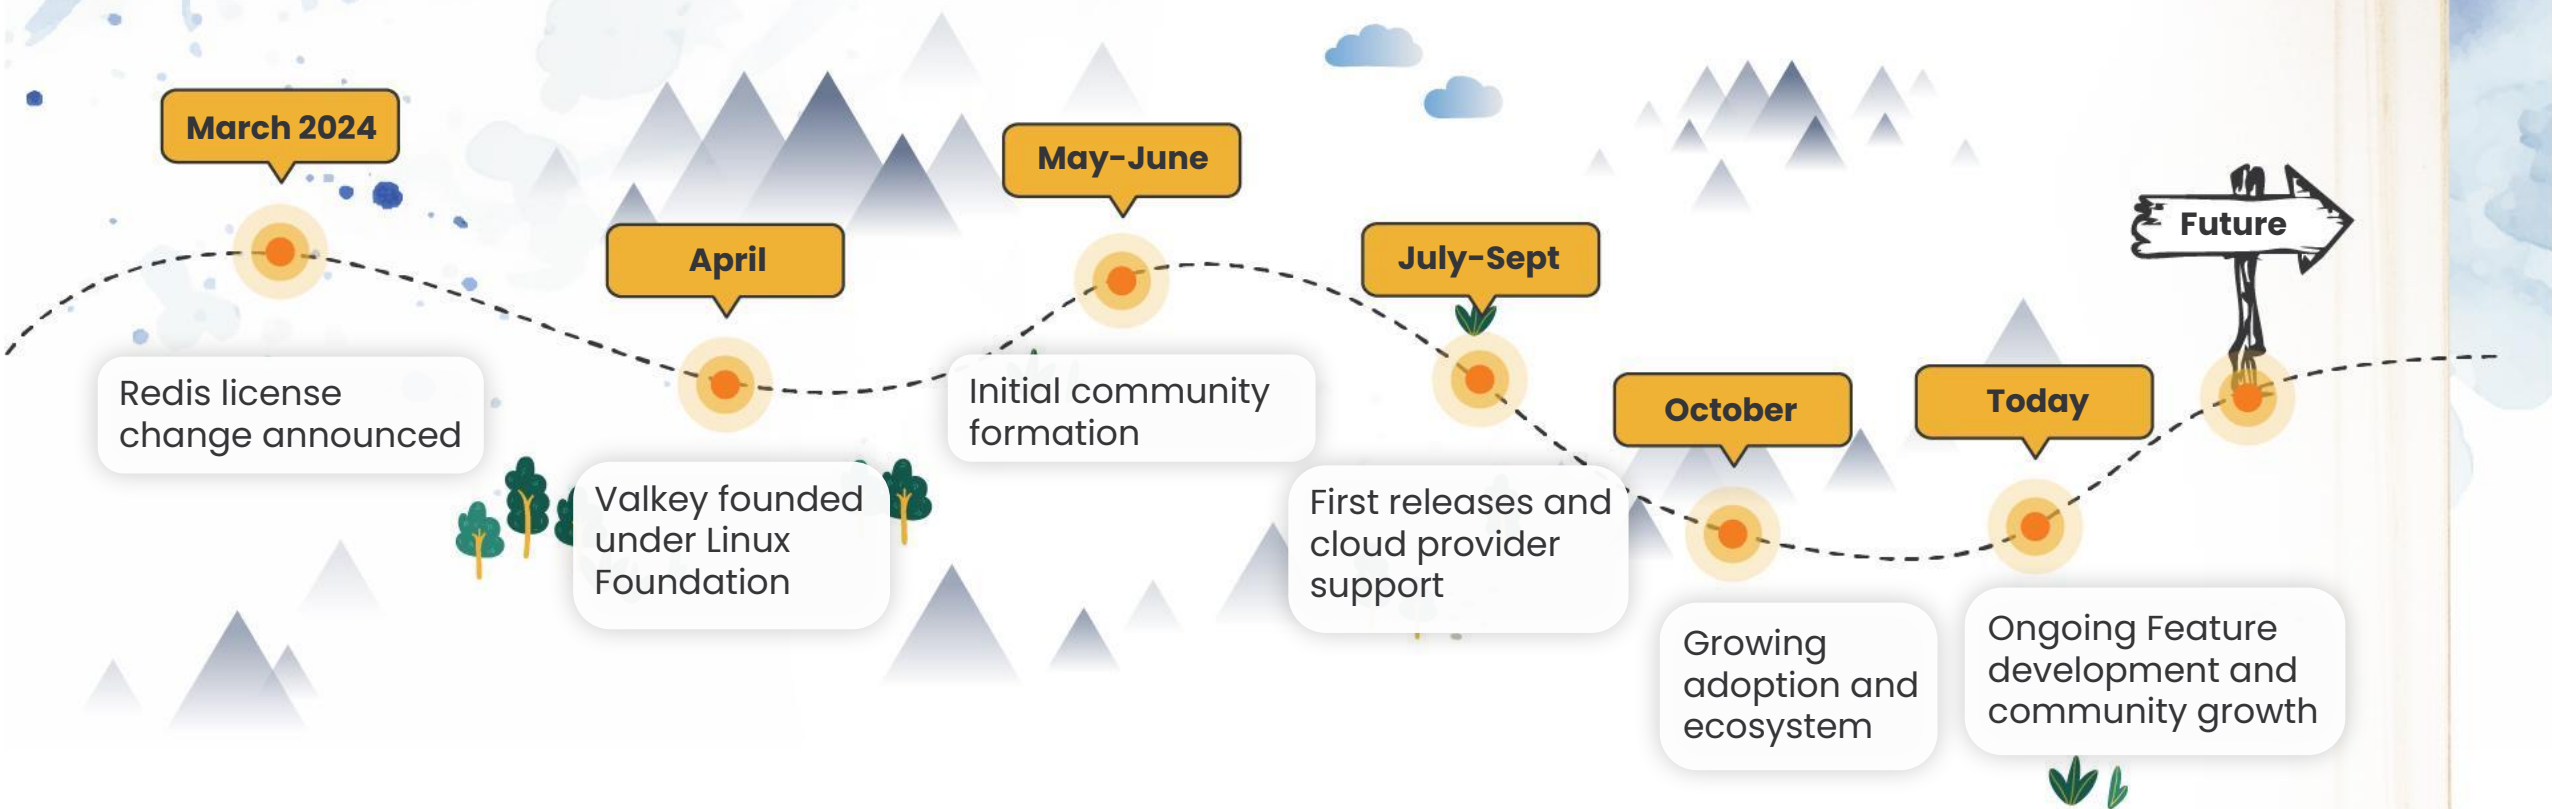 March 2024
Redis license
change announced
April
Valkey founded
under Linux
Foundation
May-June
Initial community
formation
July-Sept
First releases and
cloud provider
support
October
Growing
adoption and
ecosystem
Today
Ongoing Feature
development and
community growth
Future